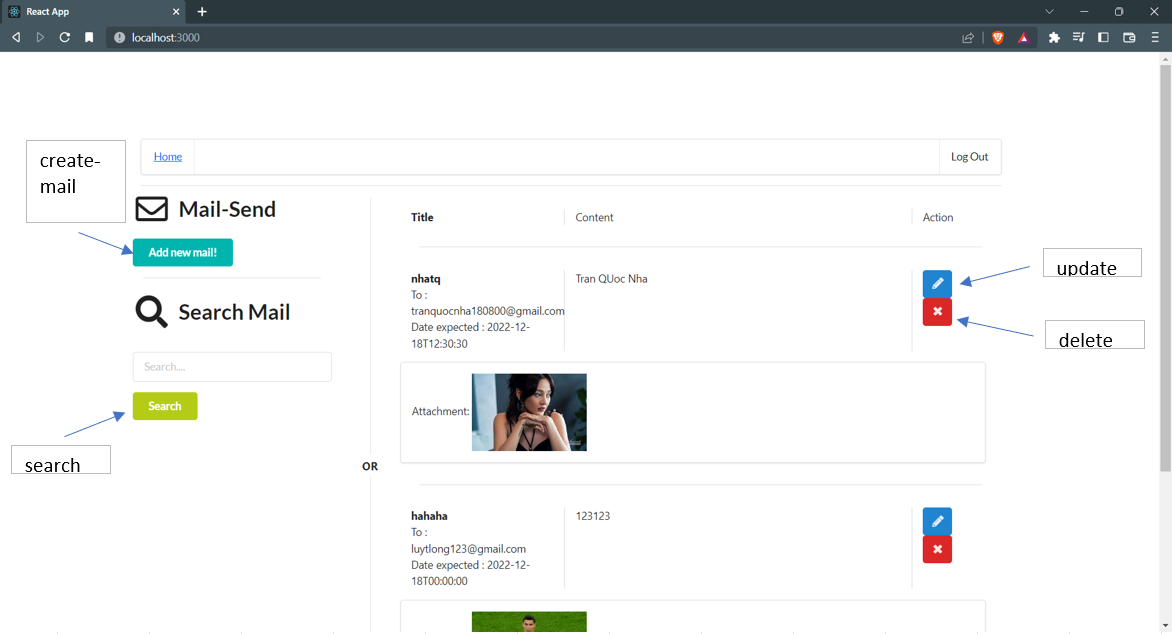 React App
localhost:3000
create-
mail
Home
Log Out
Mail-Send
Add new mail!
Search Mail
Search....
Search
search
OR
Title
Content
Action
nhatq
To :
tranquocnha180800@gmail.com
Date expected : 2022-12-
18T12:30:30
Tran QUoc Nha
update
delete
Attachment:
hahaha
To :
luytlong123@gmail.com
Date expected : 2022-12-
18T00:00:00
123123